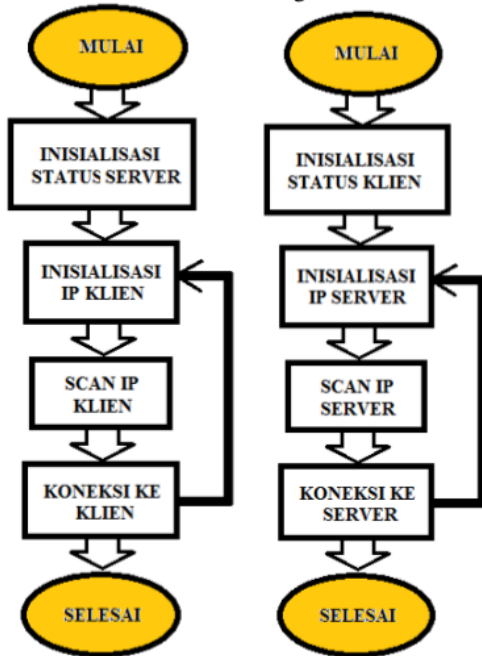 MULAI
INISIALISASI
STATUS SERVER
INISIALISASI
IP KLIEN
SCAN IP
KLIEN
KONEKSI KE
KLIEN
SELESAI
MULAI
INISIALISASI
STATUS KLIEN
INISIALISASI
IP SERVER
SCAN IP
SERVER
KONEKSI KE
SERVER
SELESAI